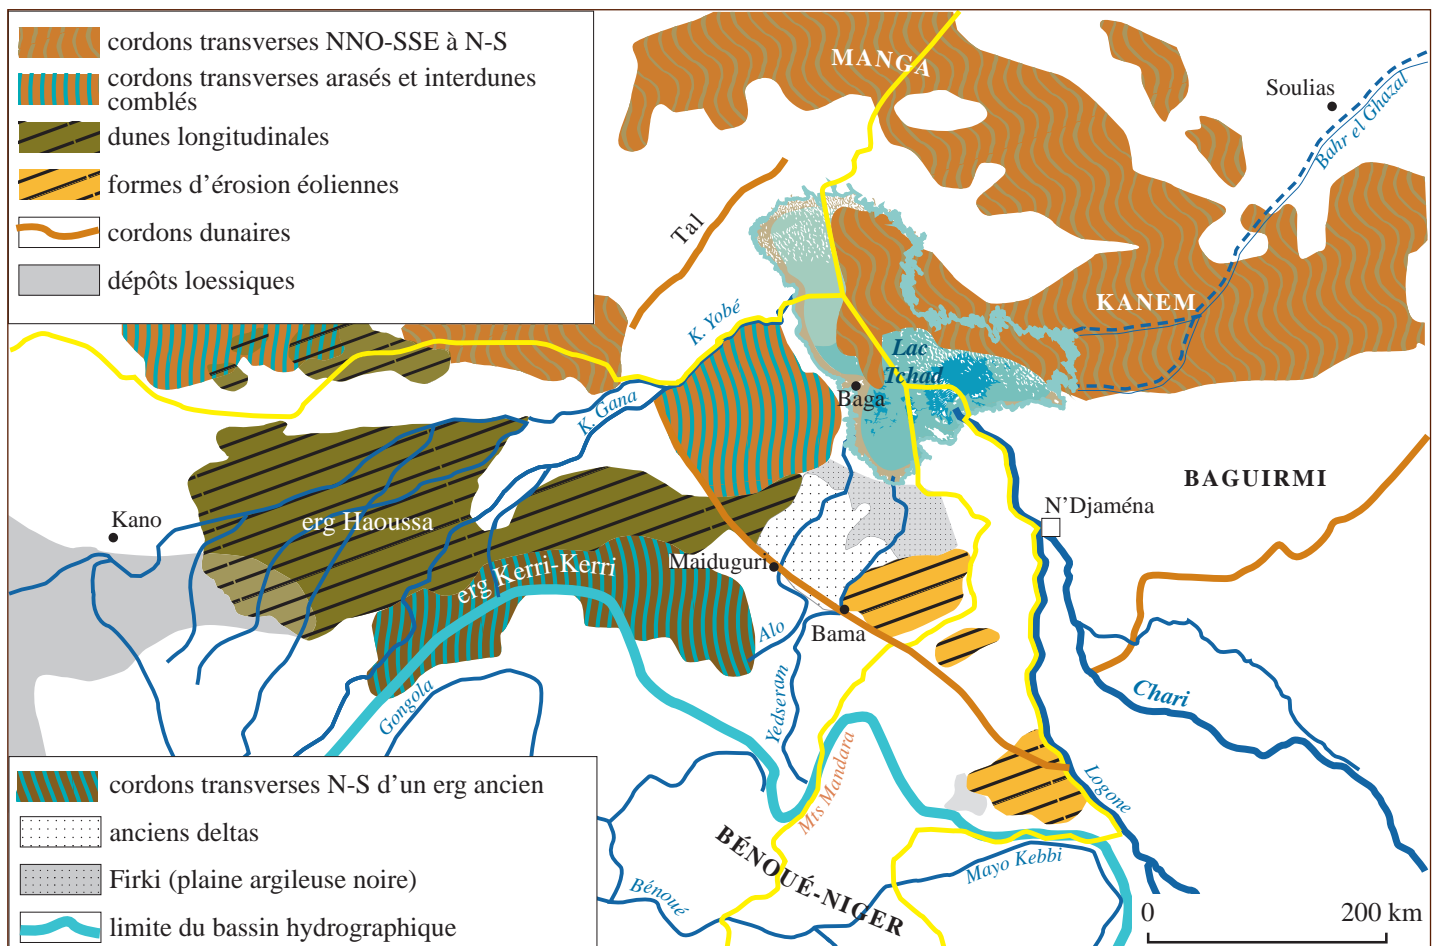 cordons transverses NNO-SSE à N-S
cordons transverses arasés et interdunes
comblés
dunes longitudinales
formes d'érosion éoliennes
cordons dunaires
dépôts loessiques
MANGA
Soulias
Bahr el Ghazal
Tal
KANEM
K. Yobé
Lac
Tchad
Baga
K. Gana
BAGUIRMI
Kano
erg Haoussa
N'Djaména
Maiduguri
erg Kerri-Kerri
Bama
Alo
Yedseram
Gongola
Chari
Mts Mandara
Logone
BÉNOUÉ-NIGER
Mayo Kebbi
Bénoué
cordons transverses N-S d'un erg ancien
anciens deltas
Firki (plaine argileuse noire)
limite du bassin hydrographique
0 200 km